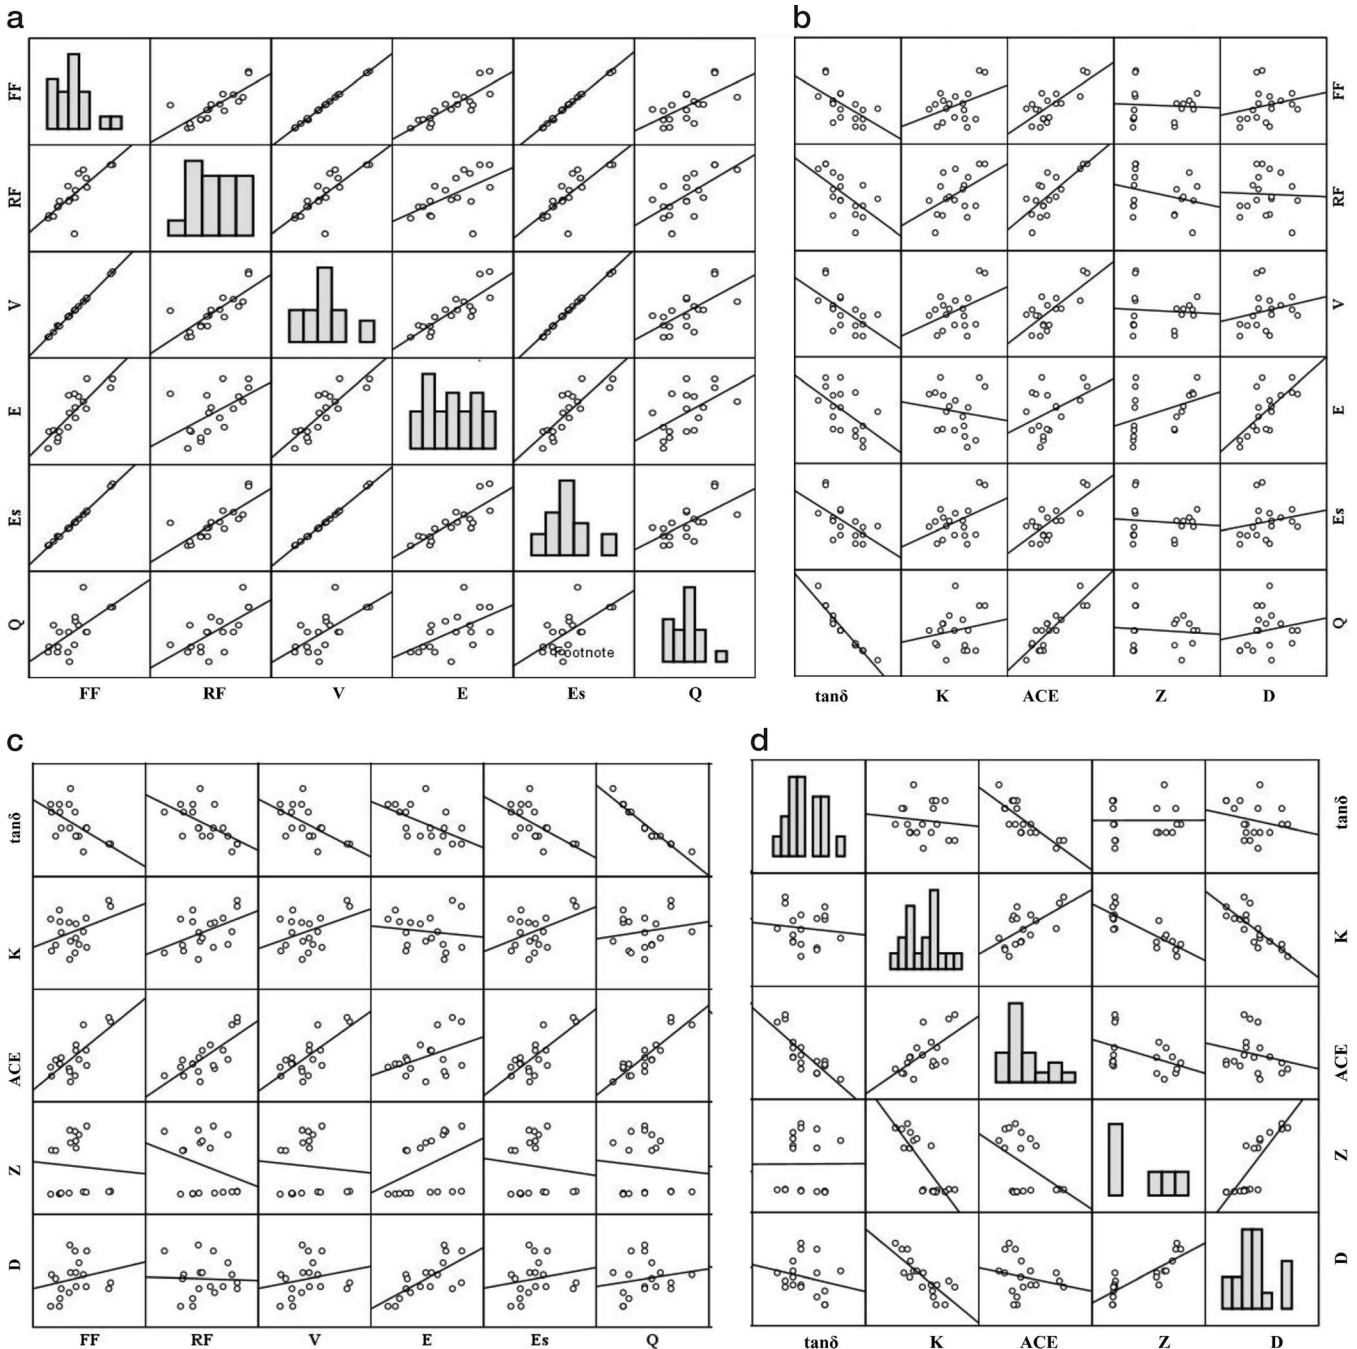 a
b
FF
RF
V
E
Es
Q
Footnote
FF RF V E Es Q
FF
RF
V
E
Es
Q
tanδ K ACE Z D
c
d
tanδ
K
ACE
Z
D
FF RF V E Es Q
tanδ
K
ACE
Z
D
tanδ K ACE Z D